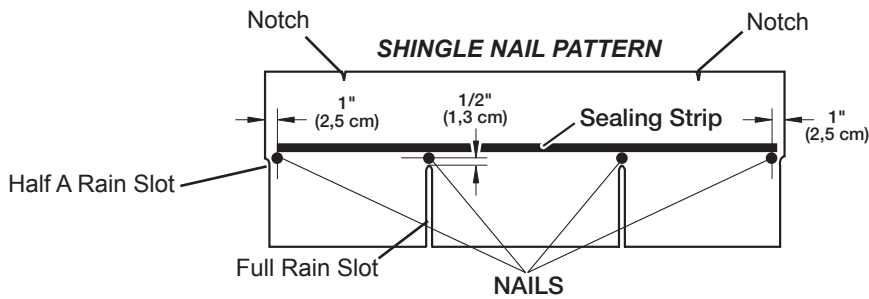 Notch
Notch
SHINGLE NAIL PATTERN
1"
(2,5 cm)
1/2"
(1,3 cm)
Sealing Strip
1"
(2,5 cm)
Half A Rain Slot
Full Rain Slot
NAILS